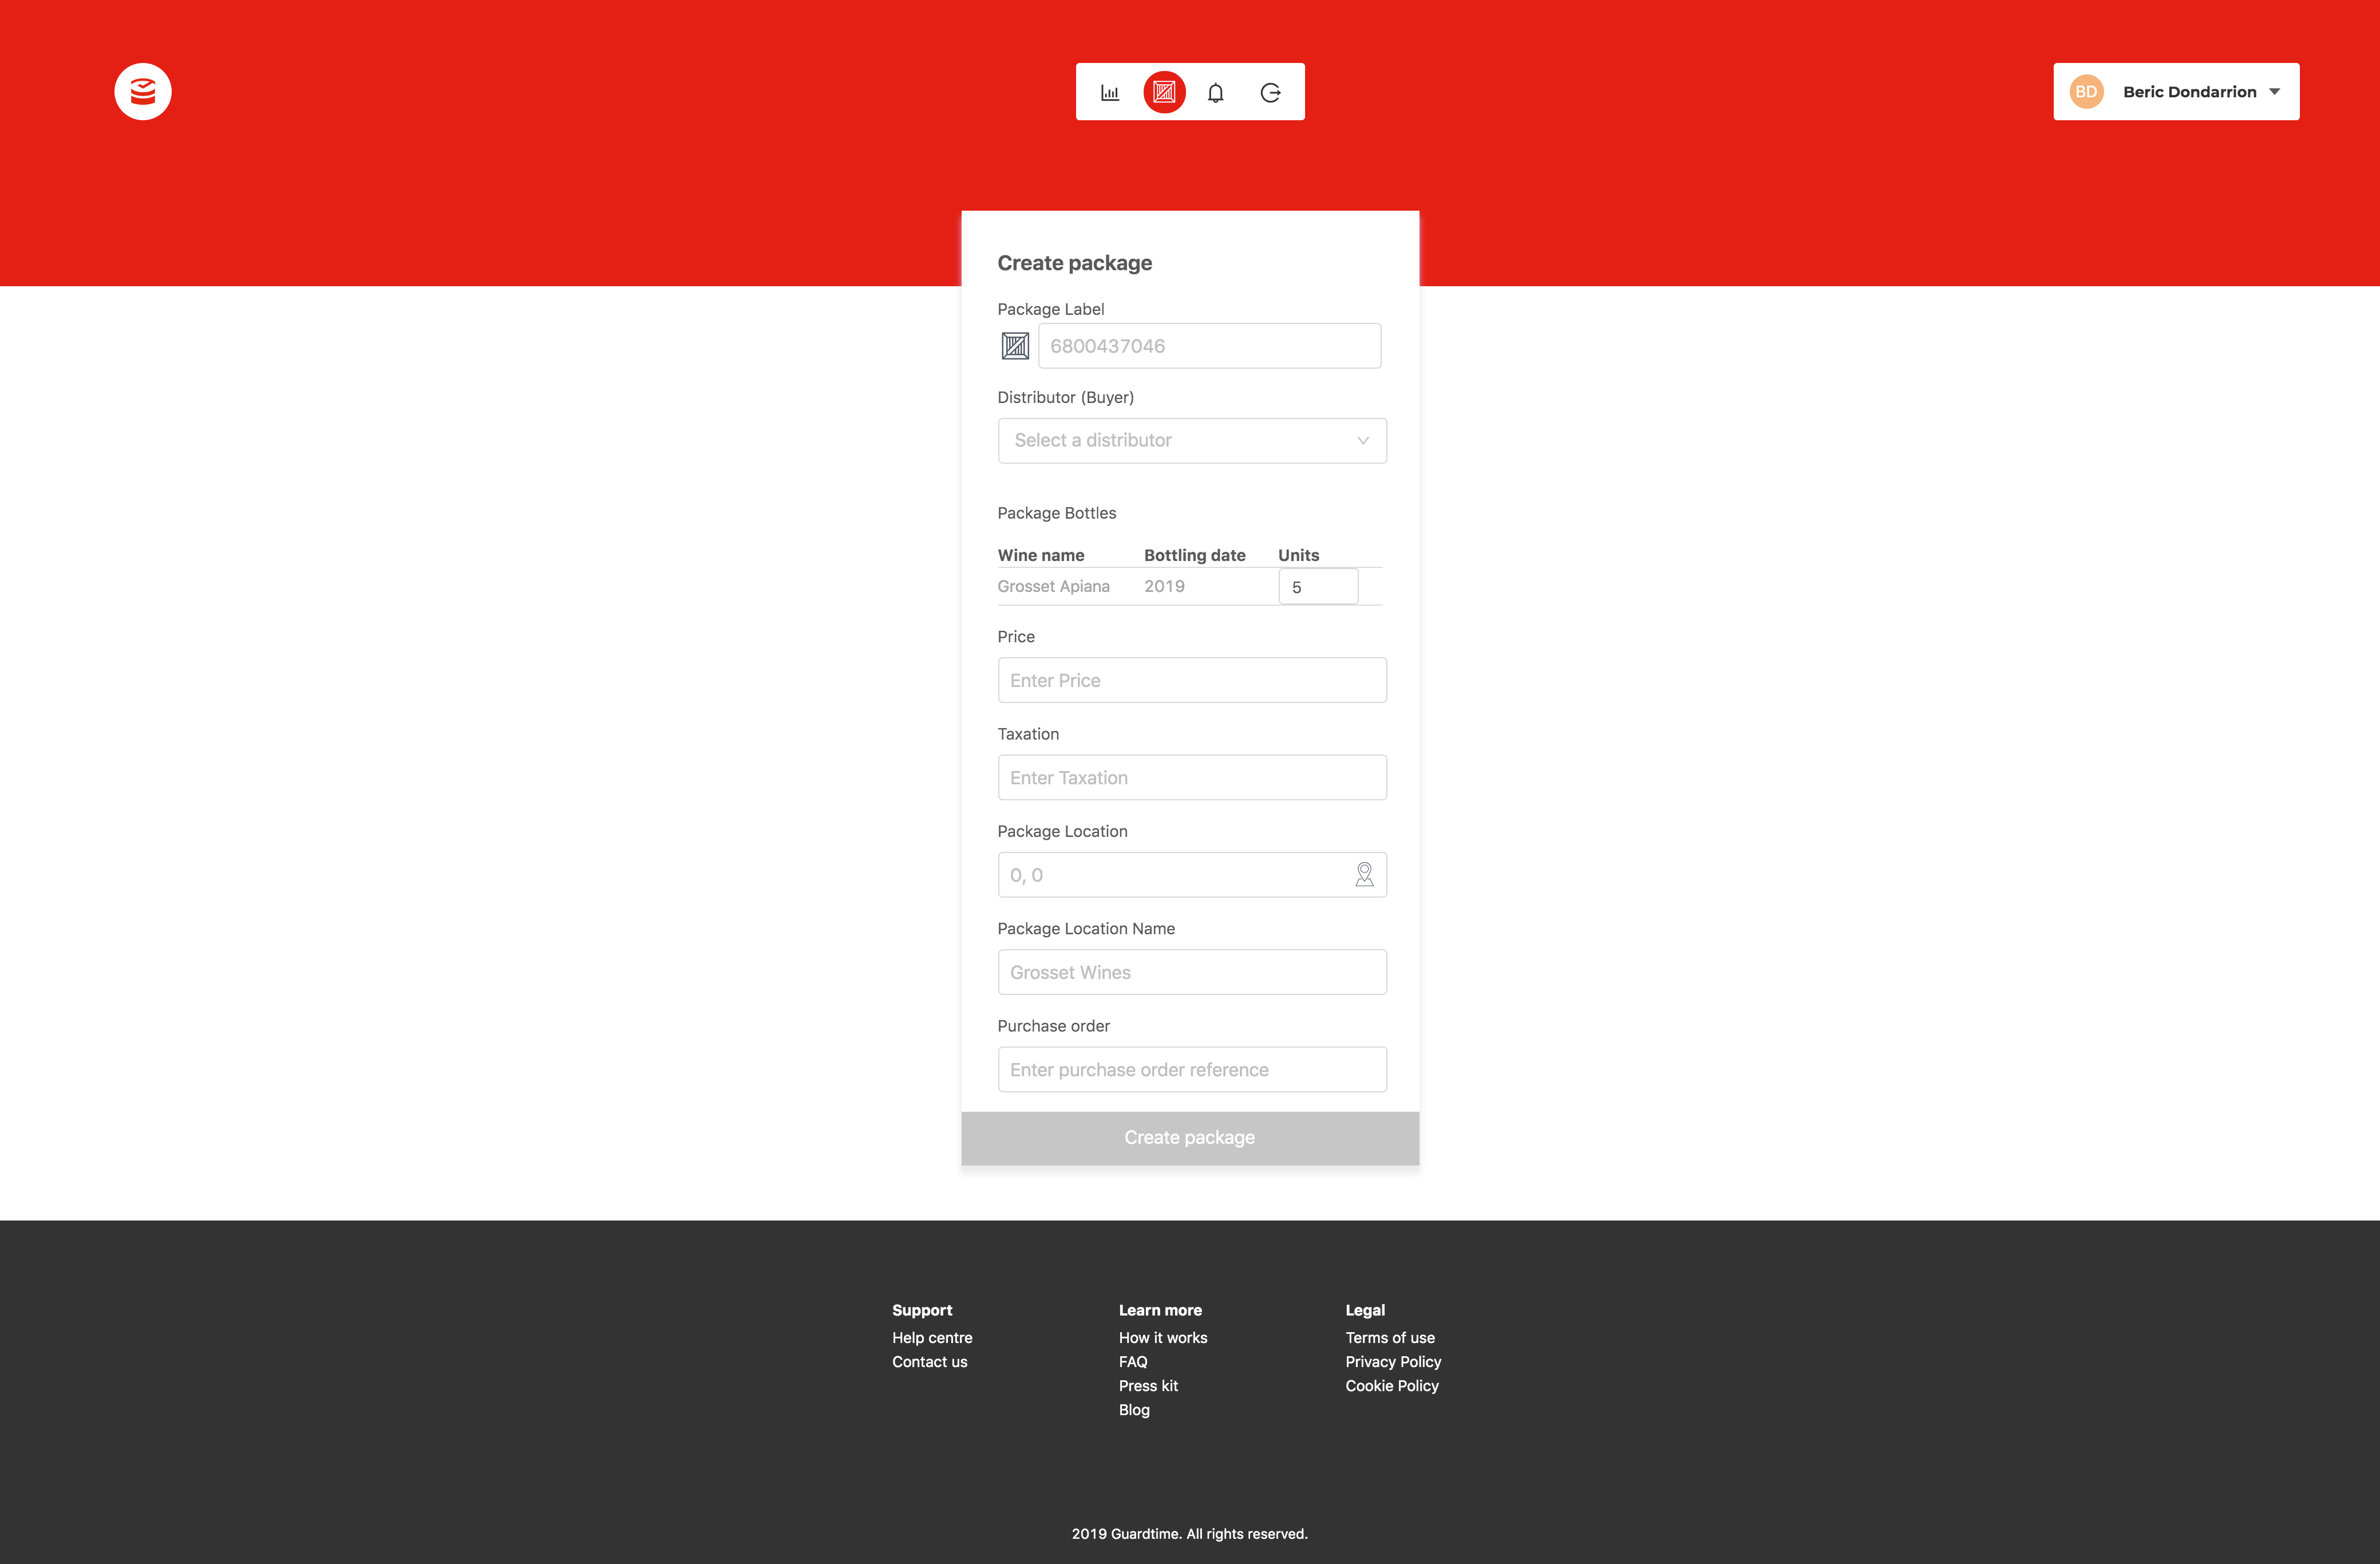 BD Beric Dondarrion
Create package
Package Label
6800437046
Distributor (Buyer)
Select a distributor
Package Bottles
Wine name Bottling date Units
Grosset Apiana 2019 5
Price
Enter Price
Taxation
Enter Taxation
Package Location
0, 0
Package Location Name
Grosset Wines
Purchase order
Enter purchase order reference
Create package
Support
Help centre
Contact us
Learn more
How it works
FAQ
Press kit
Blog
Legal
Terms of use
Privacy Policy
Cookie Policy
2019 Guardtime. All rights reserved.